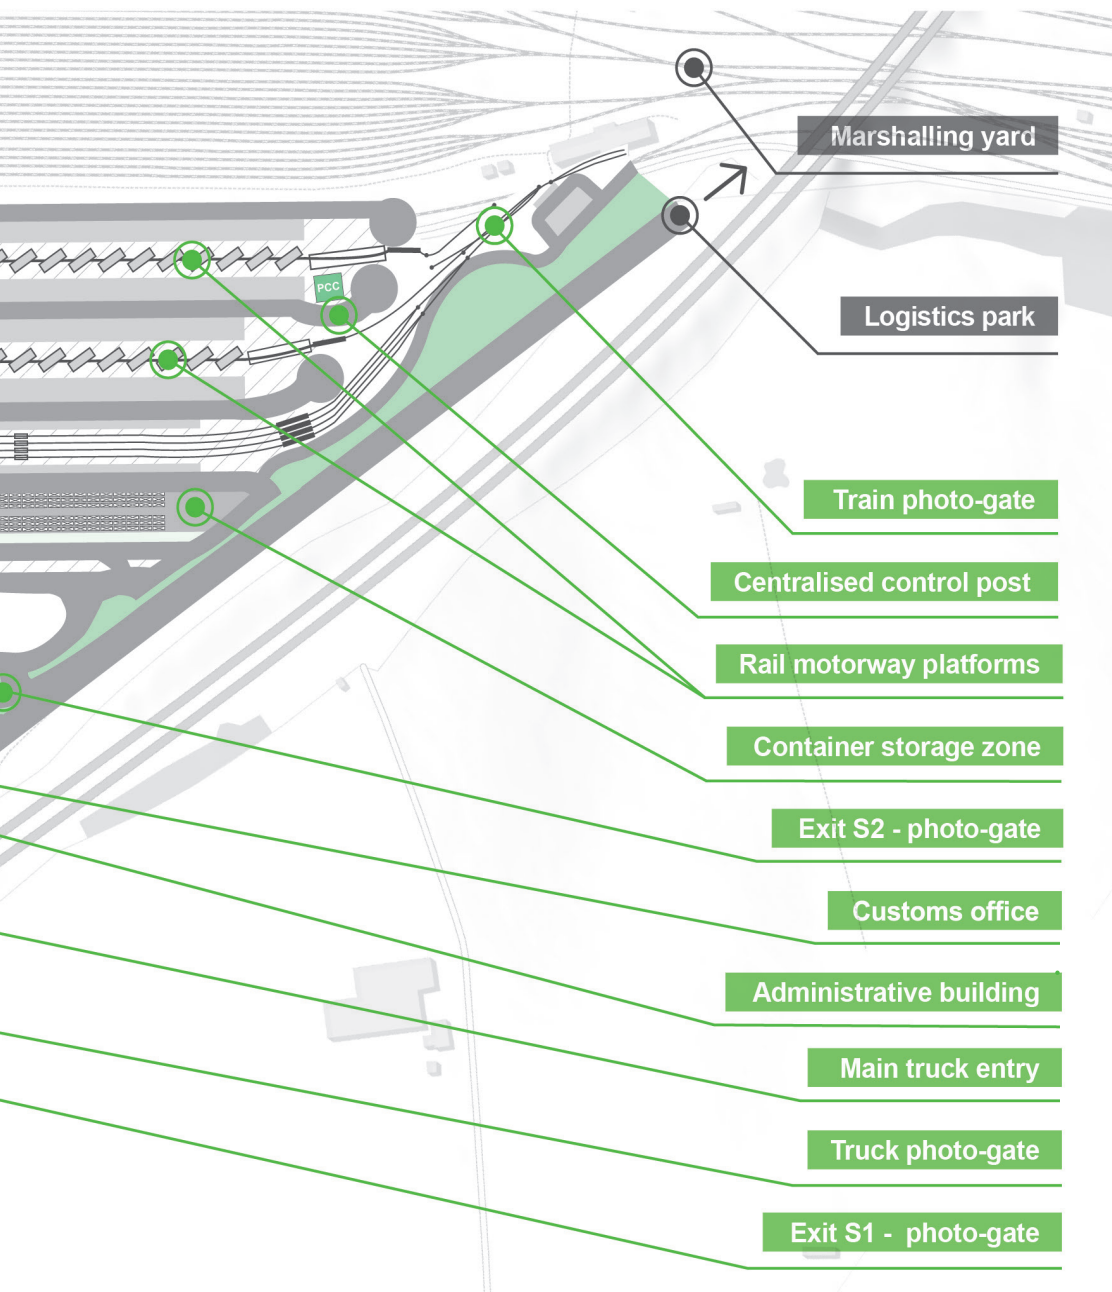 Marshalling yard
PCC
Logistics park
Train photo-gate
Centralised control post
Rail motorway platforms
Container storage zone
Exit S2 - photo-gate
Customs office
Administrative building
Main truck entry
Truck photo-gate
Exit S1 - photo-gate